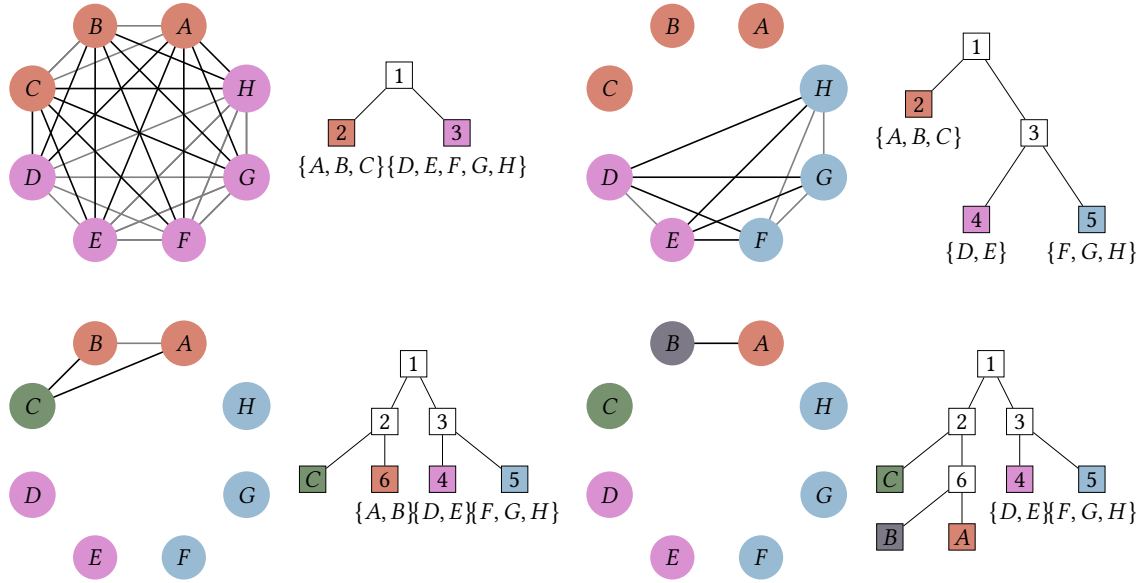 B A
C H
D G
E F
1
2 3
{A, B, C}{D, E, F, G, H}
B A
C H
D G
E F
1
2
{A, B, C} 3
4 5
{D, E} {F, G, H}
B A
C H
D G
E F
1
2 3
C 6 4 5
{A, B}{D, E}{F, G, H}
B A
C H
D G
E F
1
2 3
C 6 4 5
{D, E}{F, G, H}
B A